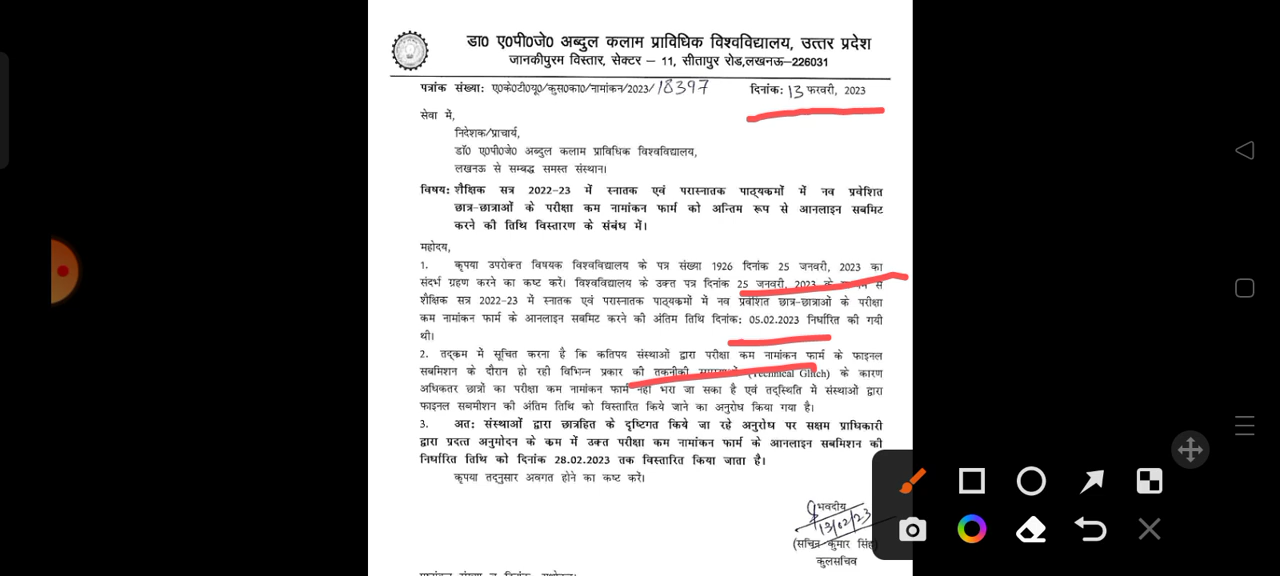 डा0 ए0पी0जे0 अब्दुल कलाम प्राविधिक विश्वविद्यालय, उत्तर प्रदेश
जानकीपुरम विस्तार, सेक्टर – 11, सीतापुर रोड,लखनऊ–226031
पत्रांक संख्या: ए0के0टी0यू0/कुस0का0/नामांकन/2023/18397 दिनांक: 13 फरवरी, 2023
सेवा में,
निदेशक/प्राचार्य,
डॉ0 ए0पी0जे0 अब्दुल कलाम प्राविधिक विश्वविद्यालय,
लखनऊ से सम्बद्ध समस्त संस्थान।
विषय: शैक्षिक सत्र 2022-23 में स्नातक एवं परास्नातक पाठ्यकमों में नव प्रवेशित
छात्र-छात्राओं के परीक्षा कम नामांकन फार्म को अन्तिम रूप से आनलाइन सबमिट
करने की तिथि विस्तारण के संबंध में।
महोदय,
1. कृपया उपरोक्त विषयक विश्वविद्यालय के पत्र संख्या 1926 दिनांक 25 जनवरी, 2023 का
संदर्भ ग्रहण करने का कष्ट करें। विश्वविद्यालय के उक्त पत्र दिनांक 25 जनवरी, 2023 के से
शैक्षिक सत्र 2022-23 में स्नातक एवं परास्नातक पाठ्यकमों में नव प्रवेशित छात्र-छात्राओं के परीक्षा
कम नामांकन फार्म के आनलाइन सबमिट करने की अंतिम तिथि दिनांक: 05.02.2023 निर्धारित की गयी
थी।
2. तद्कम में सूचित करना है कि कतिपय संस्थाओं द्वारा परीक्षा कम नामांकन फार्म के फाइनल
सबमिशन के दौरान हो रही विभिन्न प्रकार की तकनीकी (Technical Glitch) के कारण
अधिकतर छात्रों का परीक्षा कम नामांकन फार्म नहीं भरा जा सका है एवं तद्स्थिति में संस्थाओं द्वारा
फाइनल सबमीशन की अंतिम तिथि को विस्तारित किये जाने का अनुरोध किया गया है।
3. अत: संस्थाओं द्वारा छात्रहित के दृष्टिगत किये जा रहे अनुरोध पर सक्षम प्राधिकारी
द्वारा प्रदत्त अनुमोदन के कम में उक्त परीक्षा कम नामांकन फार्म के आनलाइन सबमिशन की
निर्धारित तिथि को दिनांक 28.02.2023 तक विस्तारित किया जाता है।
कृपया तद्नुसार अवगत होने का कष्ट करें।
भवदीय
13/02/23
(सचिन कुमार सिंह)
कुलसचिव